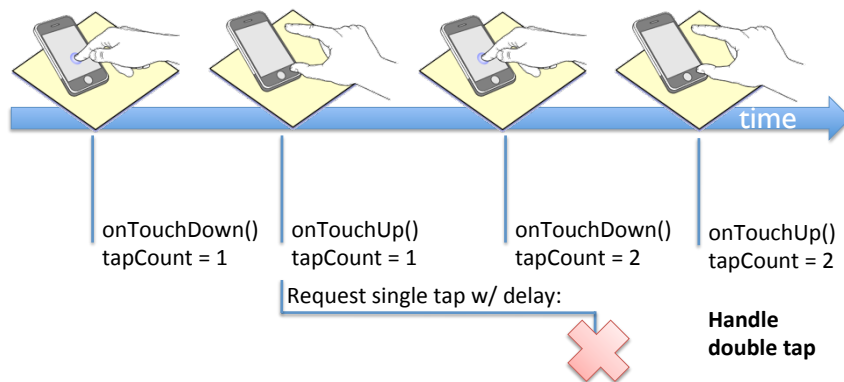 time
onTouchDown()
tapCount = 1
onTouchUp()
tapCount = 1
onTouchDown()
tapCount = 2
onTouchUp()
tapCount = 2
Request single tap w/ delay:
Handle
double tap